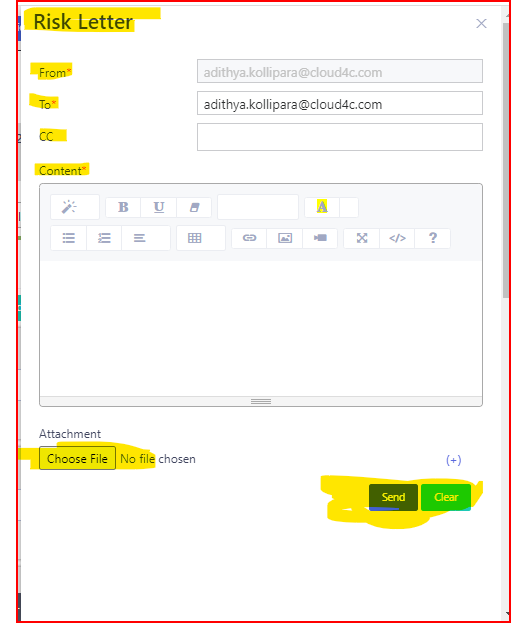 Risk Letter ×
From* adithya.kollipara@cloud4c.com
To* adithya.kollipara@cloud4c.com
CC
Content*
B U A
</> ?
Attachment
Choose File No file chosen (+)
Send Clear